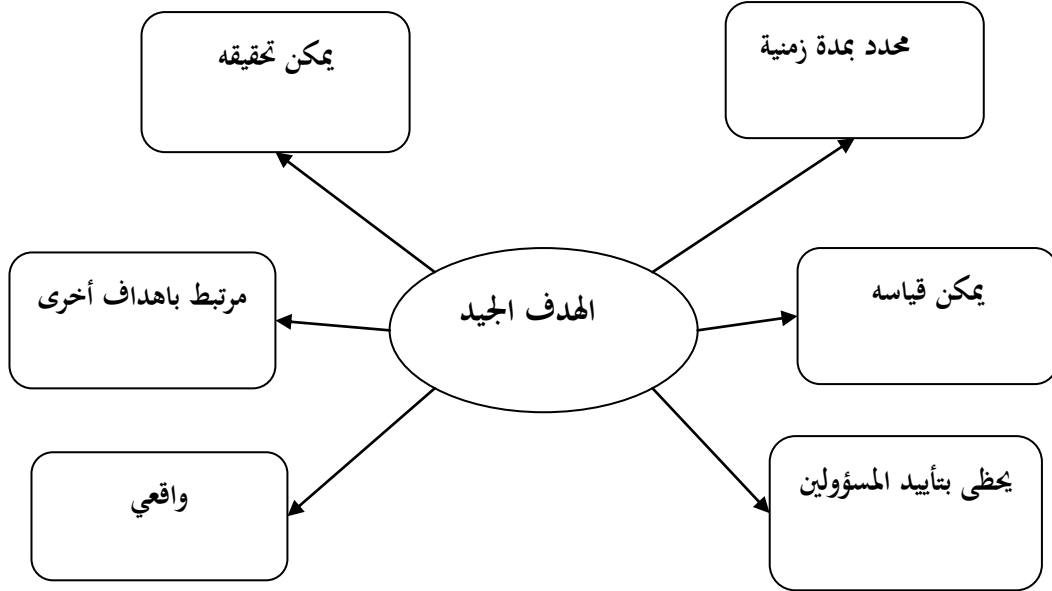 محدد بمدة زمنية
يمكن تحقيقه
يمكن قياسه
مرتبط باهداف أخرى
الهدف الجيد
يحظى بتأييد المسؤولين
واقعي